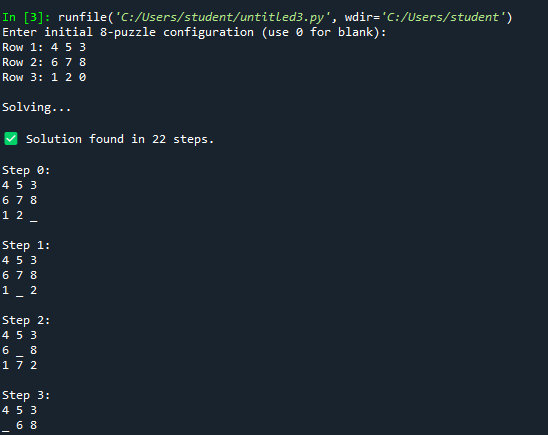 In [3]: runfile('C:/Users/student/untitled3.py', wdir='C:/Users/student')
Enter initial 8-puzzle configuration (use 0 for blank):
Row 1: 4 5 3
Row 2: 6 7 8
Row 3: 1 2 0
Solving...
✅ Solution found in 22 steps.
Step 0:
4 5 3
6 7 8
1 2 _
Step 1:
4 5 3
6 7 8
1 _ 2
Step 2:
4 5 3
6 _ 8
1 7 2
Step 3:
4 5 3
_ 6 8